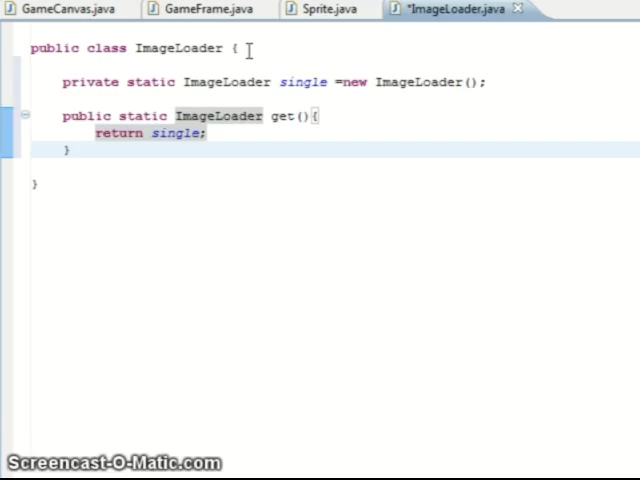 GameCanvas.java GameFrame.java Sprite.java *ImageLoader.java
public class ImageLoader {
private static ImageLoader single =new ImageLoader();
public static ImageLoader get(){
return single;
}
}
Screencast-O-Matic.com